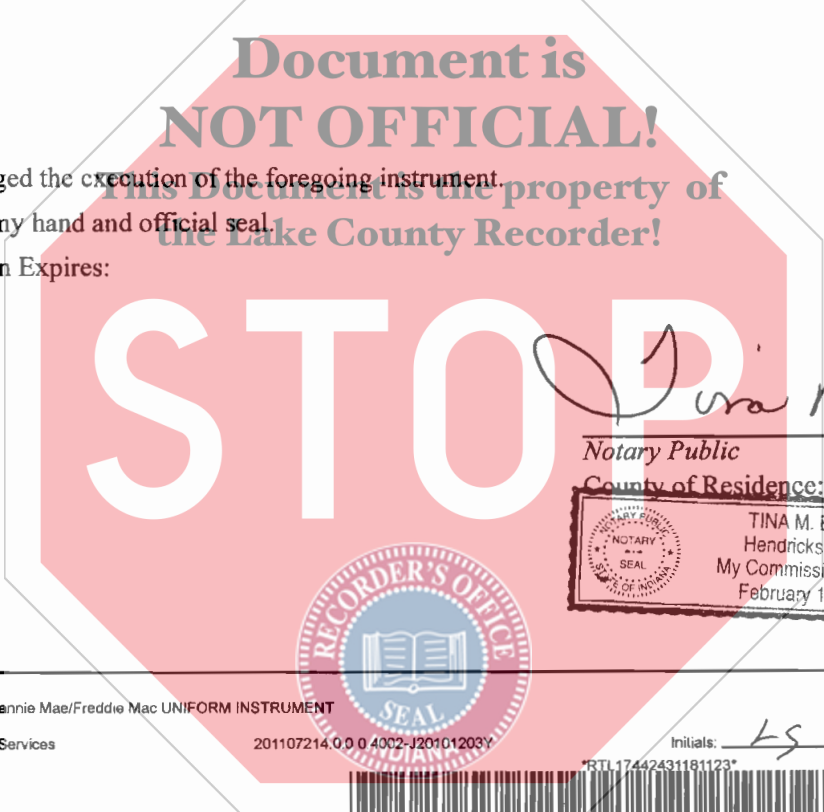 Document is
NOT OFFICIAL!
This Document is the property of
the Lake County Recorder!
ged the execution of the foregoing instrument.
ny hand and official seal.
n Expires:
STOP
Tina M
Notary Public
County of Residence:
NOTARY PUBLIC
NOTARY
SEAL
STATE OF INDIANA
TINA M. E
Hendricks
My Commissi
February 1
RECORDER'S OFFICE
SEAL
INDIANA
annie Mae/Freddie Mac UNIFORM INSTRUMENT
Services
201107214.0.0.0.4002-J20101203Y
Initials: LS
*RTL17442431181123*